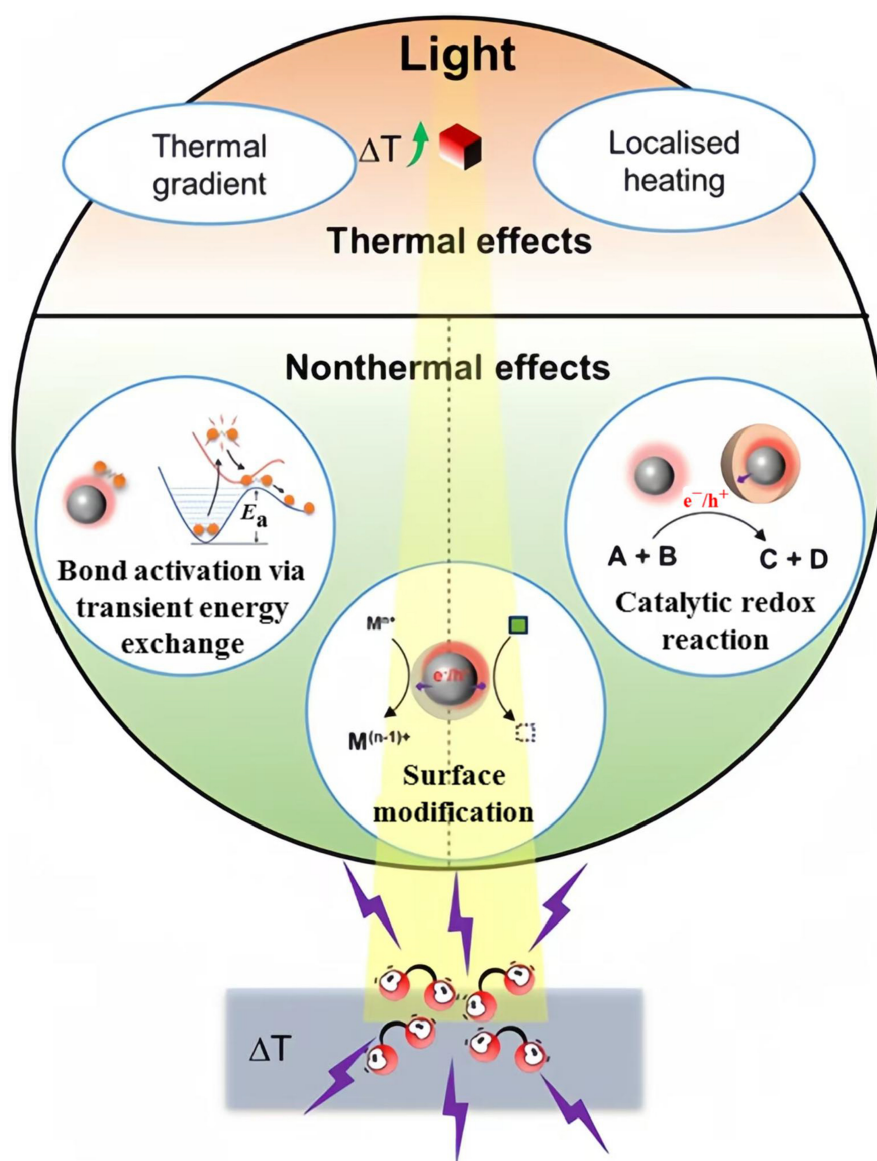 Light
Thermal
gradient
ΔT
Localised
heating
Thermal effects
Nonthermal effects
Eₐ
Bond activation via
transient energy
exchange
e⁻/h⁺
A + B
C + D
Catalytic redox
reaction
Mⁿ⁺
e⁻/h⁺
M⁽ⁿ⁻¹⁾⁺
Surface
modification
ΔT